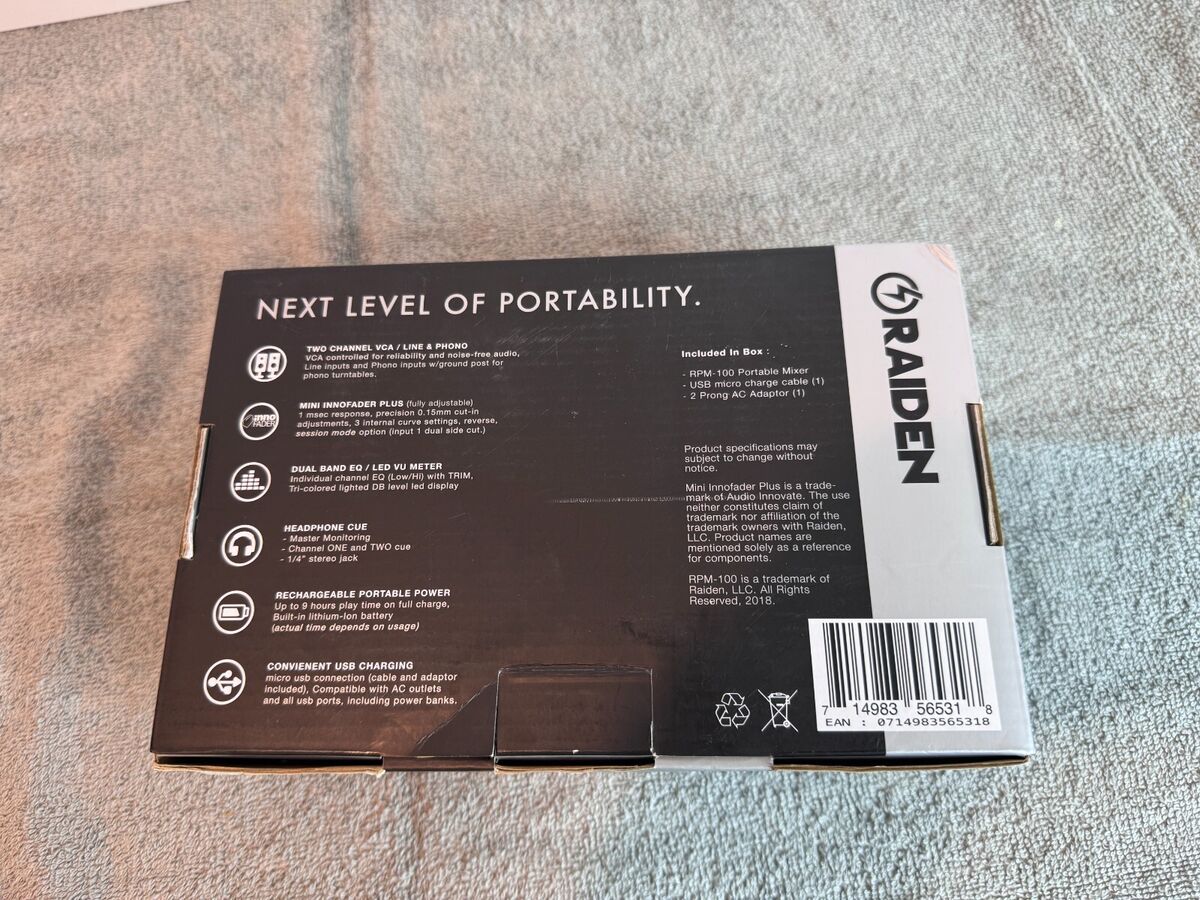 NEXT LEVEL OF PORTABILITY.
TWO CHANNEL VCA / LINE & PHONO
VCA controlled for reliability and noise-free audio,
Line inputs and Phono inputs w/ground post for
phono turntables.
inno
FADER
MINI INNOFADER PLUS (fully adjustable)
1 msec response, precision 0.15mm cut-in
adjustments, 3 internal curve settings, reverse,
session mode option (input 1 dual side cut.)
DUAL BAND EQ / LED VU METER
Individual channel EQ (Low/Hi) with TRIM,
Tri-colored lighted DB level led display
HEADPHONE CUE
- Master Monitoring
- Channel ONE and TWO cue
- 1/4" stereo jack
RECHARGEABLE PORTABLE POWER
Up to 9 hours play time on full charge,
Built-in lithium-Ion battery
(actual time depends on usage)
CONVIENENT USB CHARGING
micro usb connection (cable and adaptor
included), Compatible with AC outlets
and all usb ports, including power banks.
Included In Box :
- RPM-100 Portable Mixer
- USB micro charge cable (1)
- 2 Prong AC Adaptor (1)
Product specifications may
subject to change without
notice.
Mini Innofader Plus is a trade-
mark of Audio Innovate. The use
neither constitutes claim of
trademark nor affiliation of the
trademark owners with Raiden,
LLC. Product names are
mentioned solely as a reference
for components.
RPM-100 is a trademark of
Raiden, LLC. All Rights
Reserved, 2018.
RAIDEN
7 14983 56531 8
EAN : 0714983565318